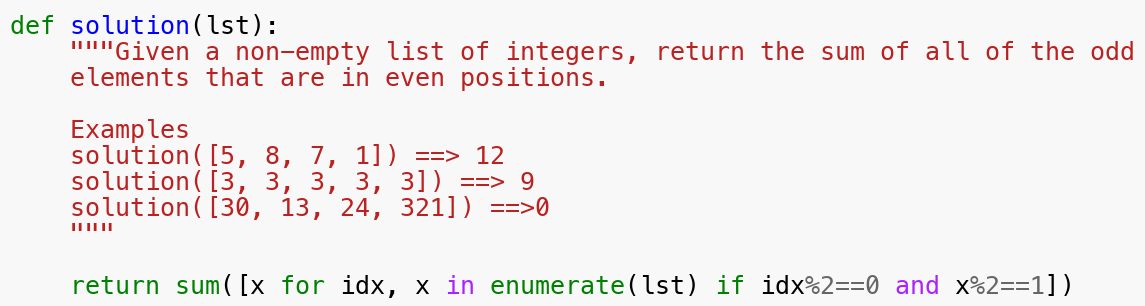 def solution(lst):
    """Given a non-empty list of integers, return the sum of all of the odd
    elements that are in even positions.

    Examples
    solution([5, 8, 7, 1]) ==> 12
    solution([3, 3, 3, 3, 3]) ==> 9
    solution([30, 13, 24, 321]) ==>0
    """

    return sum([x for idx, x in enumerate(lst) if idx%2==0 and x%2==1])